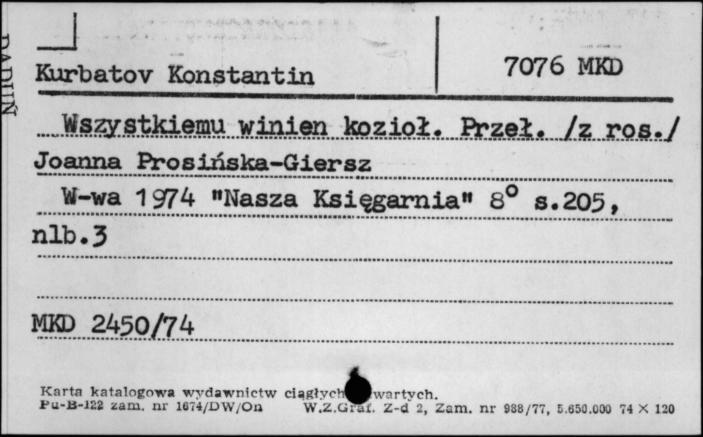 Kurbatov Konstantin
7076 MKD
Wszystkiemu winien kozioł. Przeł. /z ros./
Joanna Prosińska-Giersz
W-wa 1974 "Nasza Księgarnia" 8° s.205,
nlb.3
MKD 2450/74
Karta katalogowa wydawnictw ciągłych
Pu-B-122 zam. nr 1674/DW/On W.Z.Graf. Z-d 2, Zam. nr 988/77, 5.650.000 74 X 120